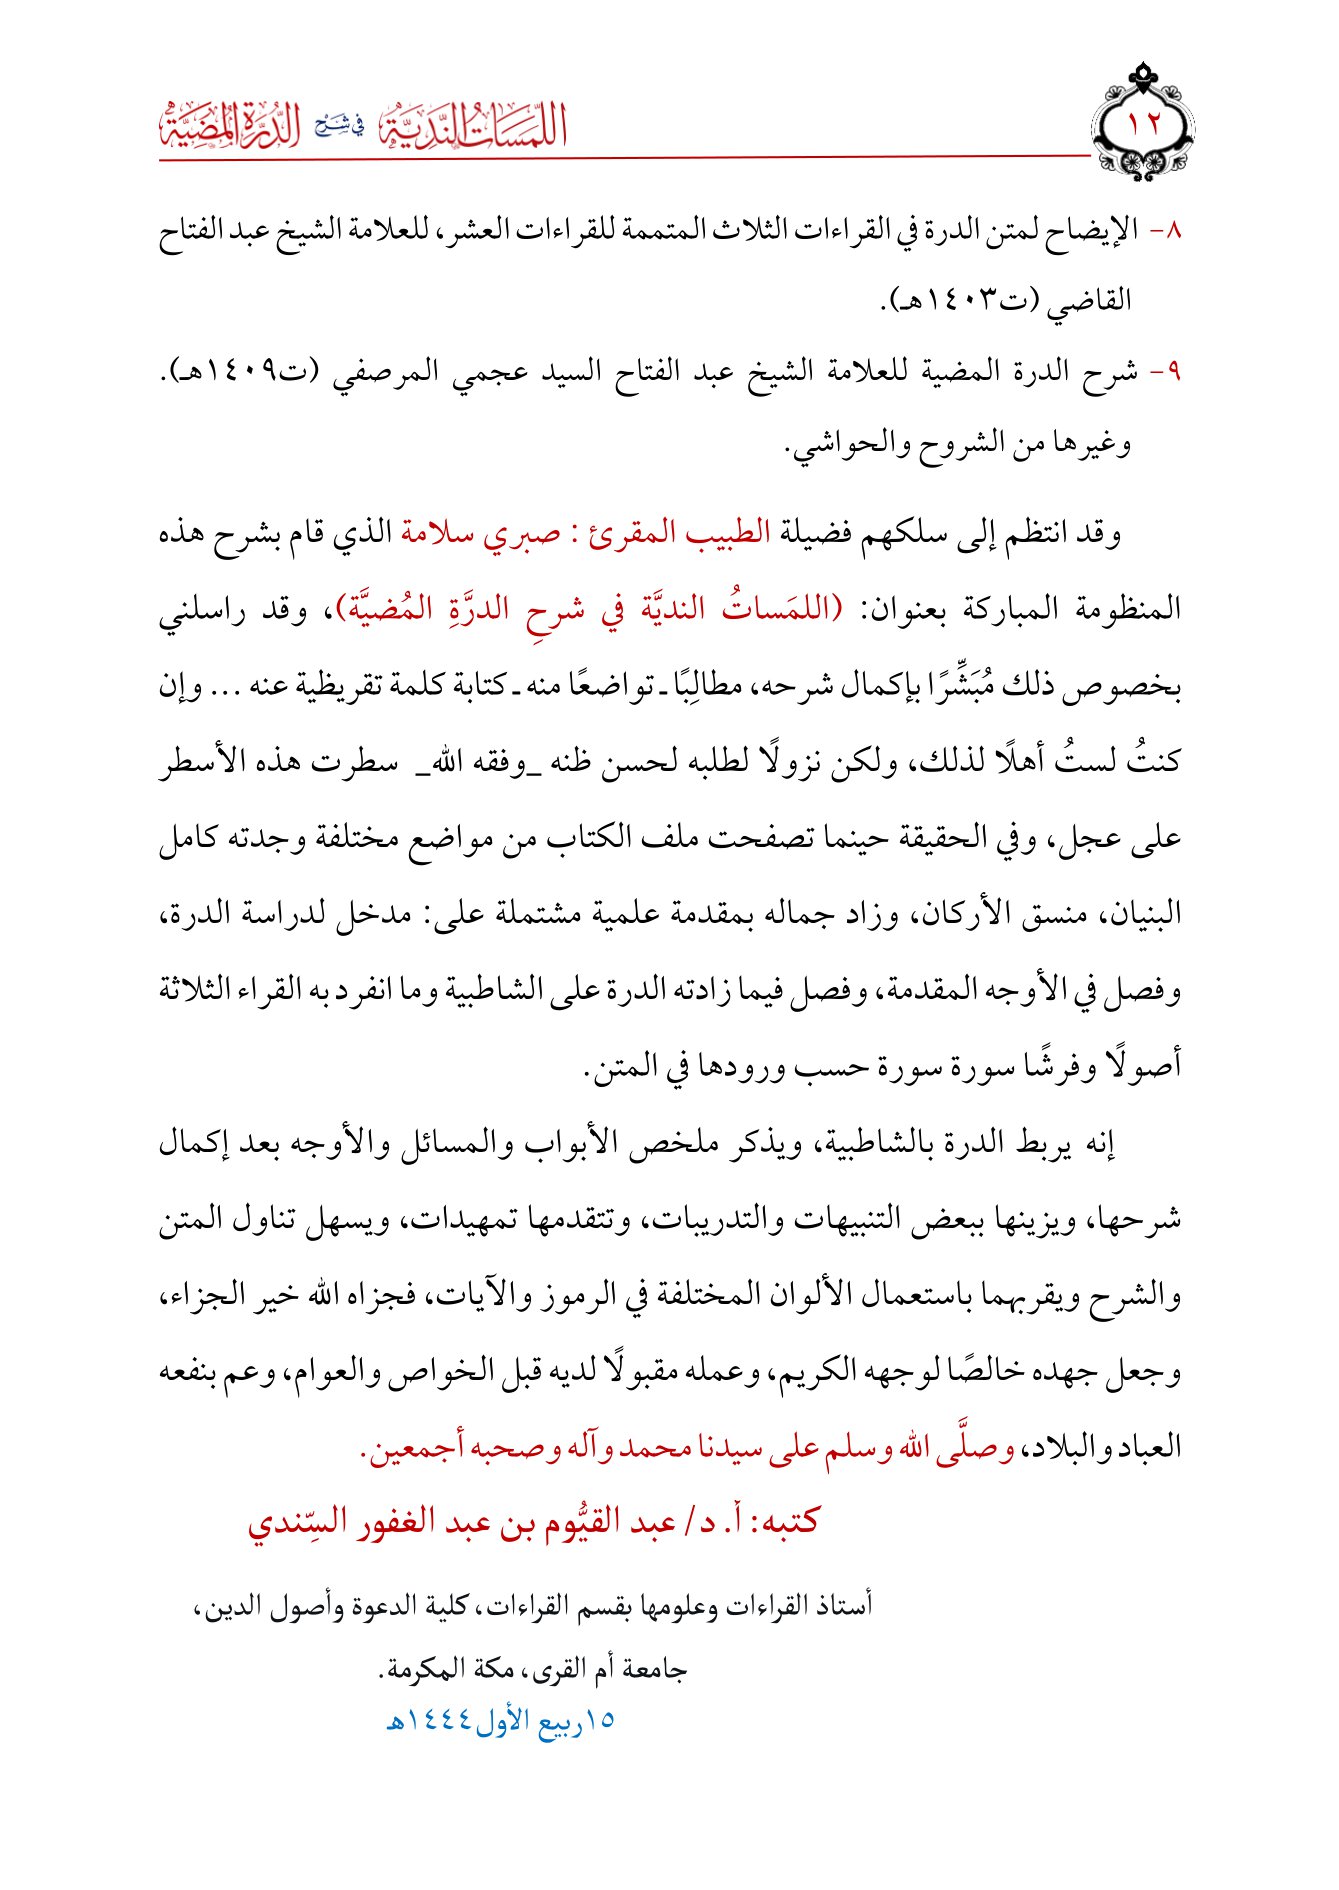 ١٢
اللَّمَسَاتُ النَّدِيَّةُ فِي شَرْحِ الدُّرَّةِ المُضِيَّةِ
٨- الإيضاح لمتن الدرة في القراءات الثلاث المتممة للقراءات العشر، للعلامة الشيخ عبد الفتاح
القاضي (ت١٤٠٣هـ).
٩- شرح الدرة المضية للعلامة الشيخ عبد الفتاح السيد عجمي المرصفي (ت١٤٠٩هـ).
وغيرها من الشروح والحواشي.
وقد انتظم إلى سلكهم فضيلة الطبيب المقرئ : صبري سلامة الذي قام بشرح هذه
المنظومة المباركة بعنوان: (اللمَساتُ النديَّة في شرحِ الدرَّةِ المُضيَّة)، وقد راسلني
بخصوص ذلك مُبَشِّرًا بإكمال شرحه، مطالِبًا ـ تواضعًا منه ـ كتابة كلمة تقريظية عنه ... وإن
كنتُ لستُ أهلًا لذلك، ولكن نزولًا لطلبه لحسن ظنه _وفقه الله_ سطرت هذه الأسطر
على عجل، وفي الحقيقة حينما تصفحت ملف الكتاب من مواضع مختلفة وجدته كامل
البنيان، منسق الأركان، وزاد جماله بمقدمة علمية مشتملة على: مدخل لدراسة الدرة،
وفصل في الأوجه المقدمة، وفصل فيما زادته الدرة على الشاطبية وما انفرد به القراء الثلاثة
أصولًا وفرشًا سورة سورة حسب ورودها في المتن.
إنه يربط الدرة بالشاطبية، ويذكر ملخص الأبواب والمسائل والأوجه بعد إكمال
شرحها، ويزينها ببعض التنبيهات والتدريبات، وتتقدمها تمهيدات، ويسهل تناول المتن
والشرح ويقربهما باستعمال الألوان المختلفة في الرموز والآيات، فجزاه الله خير الجزاء،
وجعل جهده خالصًا لوجهه الكريم، وعمله مقبولًا لديه قبل الخواص والعوام، وعم بنفعه
العباد والبلاد، وصلَّى الله وسلم على سيدنا محمد وآله وصحبه أجمعين.
كتبه: أ. د/ عبد القيُّوم بن عبد الغفور السِّندي
أستاذ القراءات وعلومها بقسم القراءات، كلية الدعوة وأصول الدين،
جامعة أم القرى، مكة المكرمة.
١٥ربيع الأول١٤٤٤هـ